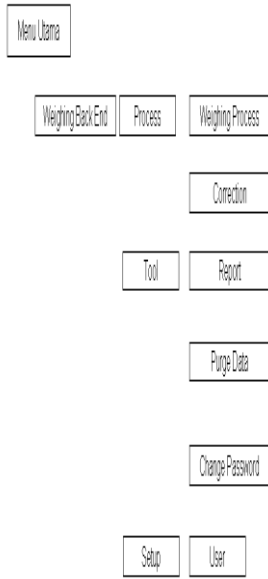 Menu Utama
Weighing Back End Process Weighing Process
Correction
Tool Report
Purge Data
Change Password
Setup User